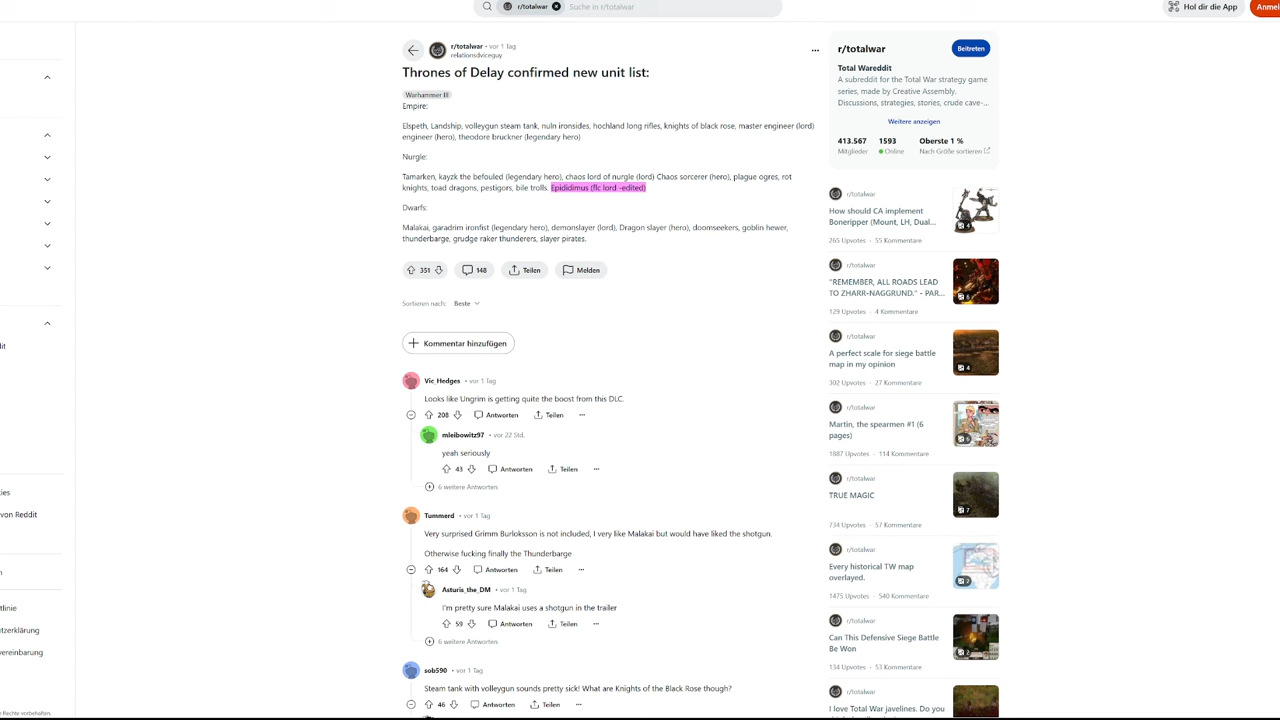 r/totalwar
Suche in r/totalwar
Hol dir die App
r/totalwar • vor 1 Tag
relationsdviceguy
Thrones of Delay confirmed new unit list:
Warhammer III
Empire:
Elspeth, Landship, volleygun steam tank, nuln ironsides, hochland long rifles, knights of black rose, master engineer (lord)
engineer (hero), theodore bruckner (legendary hero)
Nurgle:
Tamarken, kayzk the befouled (legendary hero), chaos lord of nurgle (lord) Chaos sorcerer (hero), plague ogres, rot
knights, toad dragons, pestigors, bile trolls. Epididimus (flc lord -edited)
Dwarfs:
Malakai, garadrim ironfist (legendary hero), demonslayer (lord), Dragon slayer (hero), doomseekers, goblin hewer,
thunderbarge, grudge raker thunderers, slayer pirates.
351
148
Teilen
Melden
Sortieren nach: Beste
Kommentar hinzufügen
Vic_Hedges • vor 1 Tag
Looks like Ungrim is getting quite the boost from this DLC.
208 Antworten Teilen
mleibowitz97 • vor 22 Std.
yeah seriously
43 Antworten Teilen
6 weitere Antworten
Tummerd • vor 1 Tag
Very surprised Grimm Burloksson is not included, I very like Malakai but would have liked the shotgun.
Otherwise fucking finally the Thunderbarge
164 Antworten Teilen
Asturis_the_DM • vor 1 Tag
I'm pretty sure Malakai uses a shotgun in the trailer
59 Antworten Teilen
6 weitere Antworten
sob590 • vor 1 Tag
Steam tank with volleygun sounds pretty sick! What are Knights of the Black Rose though?
46 Antworten Teilen
r/totalwar
Beitreten
Total Wareddit
A subreddit for the Total War strategy game
series, made by Creative Assembly.
Discussions, strategies, stories, crude cave-...
Weitere anzeigen
413.567 1593 Oberste 1 %
Mitglieder Online Nach Größe sortieren
r/totalwar
How should CA implement
Boneripper (Mount, LH, Dual...
4
265 Upvotes · 55 Kommentare
r/totalwar
"REMEMBER, ALL ROADS LEAD
TO ZHARR-NAGGRUND." - PAR...
6
129 Upvotes · 4 Kommentare
r/totalwar
A perfect scale for siege battle
map in my opinion
4
302 Upvotes · 27 Kommentare
r/totalwar
Martin, the spearmen #1 (6
pages)
6
1887 Upvotes · 114 Kommentare
r/totalwar
TRUE MAGIC
7
734 Upvotes · 57 Kommentare
r/totalwar
Every historical TW map
overlayed.
2
1475 Upvotes · 540 Kommentare
r/totalwar
Can This Defensive Siege Battle
Be Won
2
134 Upvotes · 53 Kommentare
r/totalwar
I love Total War javelins. Do you